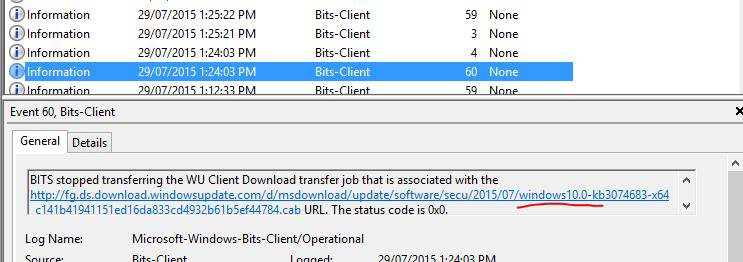 Information 29/07/2015 1:25:22 PM Bits-Client 59 None
Information 29/07/2015 1:25:21 PM Bits-Client 3 None
Information 29/07/2015 1:24:03 PM Bits-Client 4 None
Information 29/07/2015 1:24:03 PM Bits-Client 60 None
Information 29/07/2015 1:12:33 PM Bits-Client 59 None
Event 60, Bits-Client
General Details
BITS stopped transferring the WU Client Download transfer job that is associated with the
http://fg.ds.download.windowsupdate.com/d/msdownload/update/software/secu/2015/07/windows10.0-kb3074683-x64
_c141b41941151ed16da833cd4932b61b5ef44784.cab URL. The status code is 0x0.
Log Name: Microsoft-Windows-Bits-Client/Operational
Source: Bits-Client Logged: 29/07/2015 1:24:03 PM